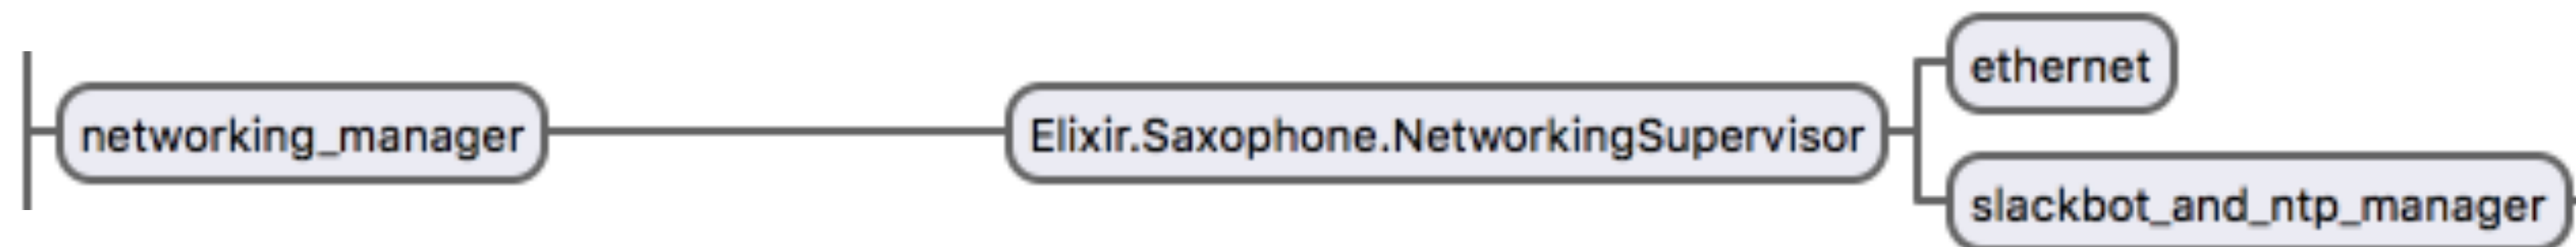 networking_manager
Elixir.Saxophone.NetworkingSupervisor
ethernet
slackbot_and_ntp_manager